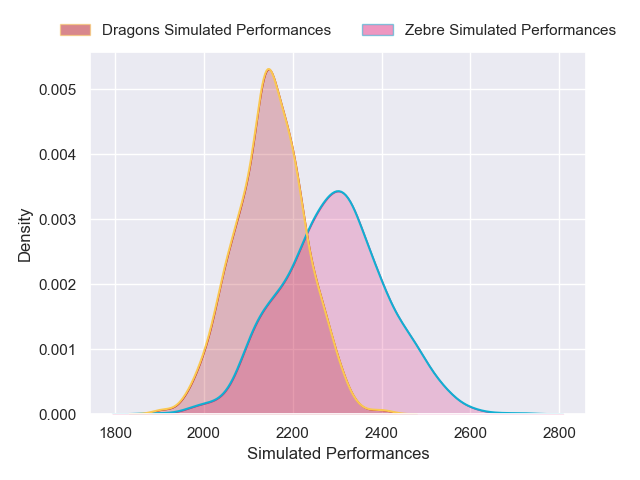 Dragons Simulated Performances Zebre Simulated Performances
0.005
0.004
0.003
0.002
0.001
0.000
Density
1800 2000 2200 2400 2600 2800
Simulated Performances